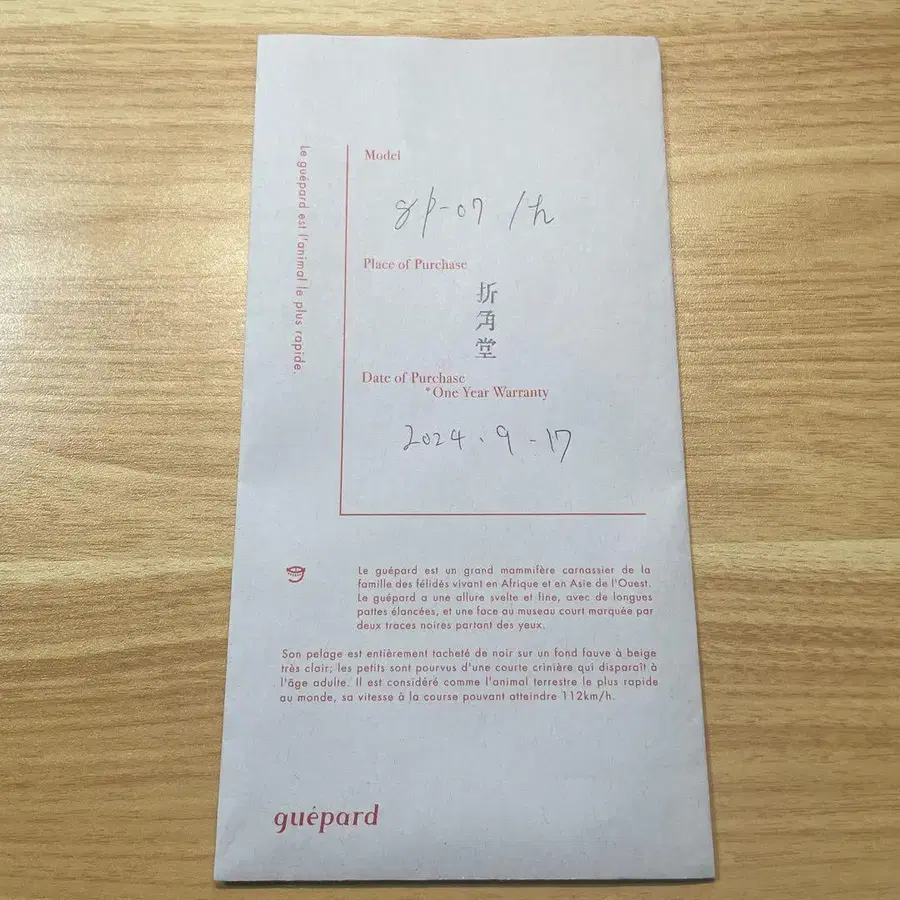 Le guépard est l'animal le plus rapide.
Model
gp-07 /h
Place of Purchase
折角堂
Date of Purchase
*One Year Warranty
2024.9-17
Le guépard est un grand mammifère carnassier de la
famille des félidés vivant en Afrique et en Asie de l'Ouest.
Le guépard a une allure svelte et fine, avec de longues
pattes élancées, et une face au museau court marquée par
deux traces noires partant des yeux.
Son pelage est entièrement tacheté de noir sur un fond fauve à beige
très clair; les petits sont pourvus d'une courte crinière qui disparaît à
l'âge adulte. Il est considéré comme l'animal terrestre le plus rapide
au monde, sa vitesse à la course pouvant atteindre 112km/h.
guépard